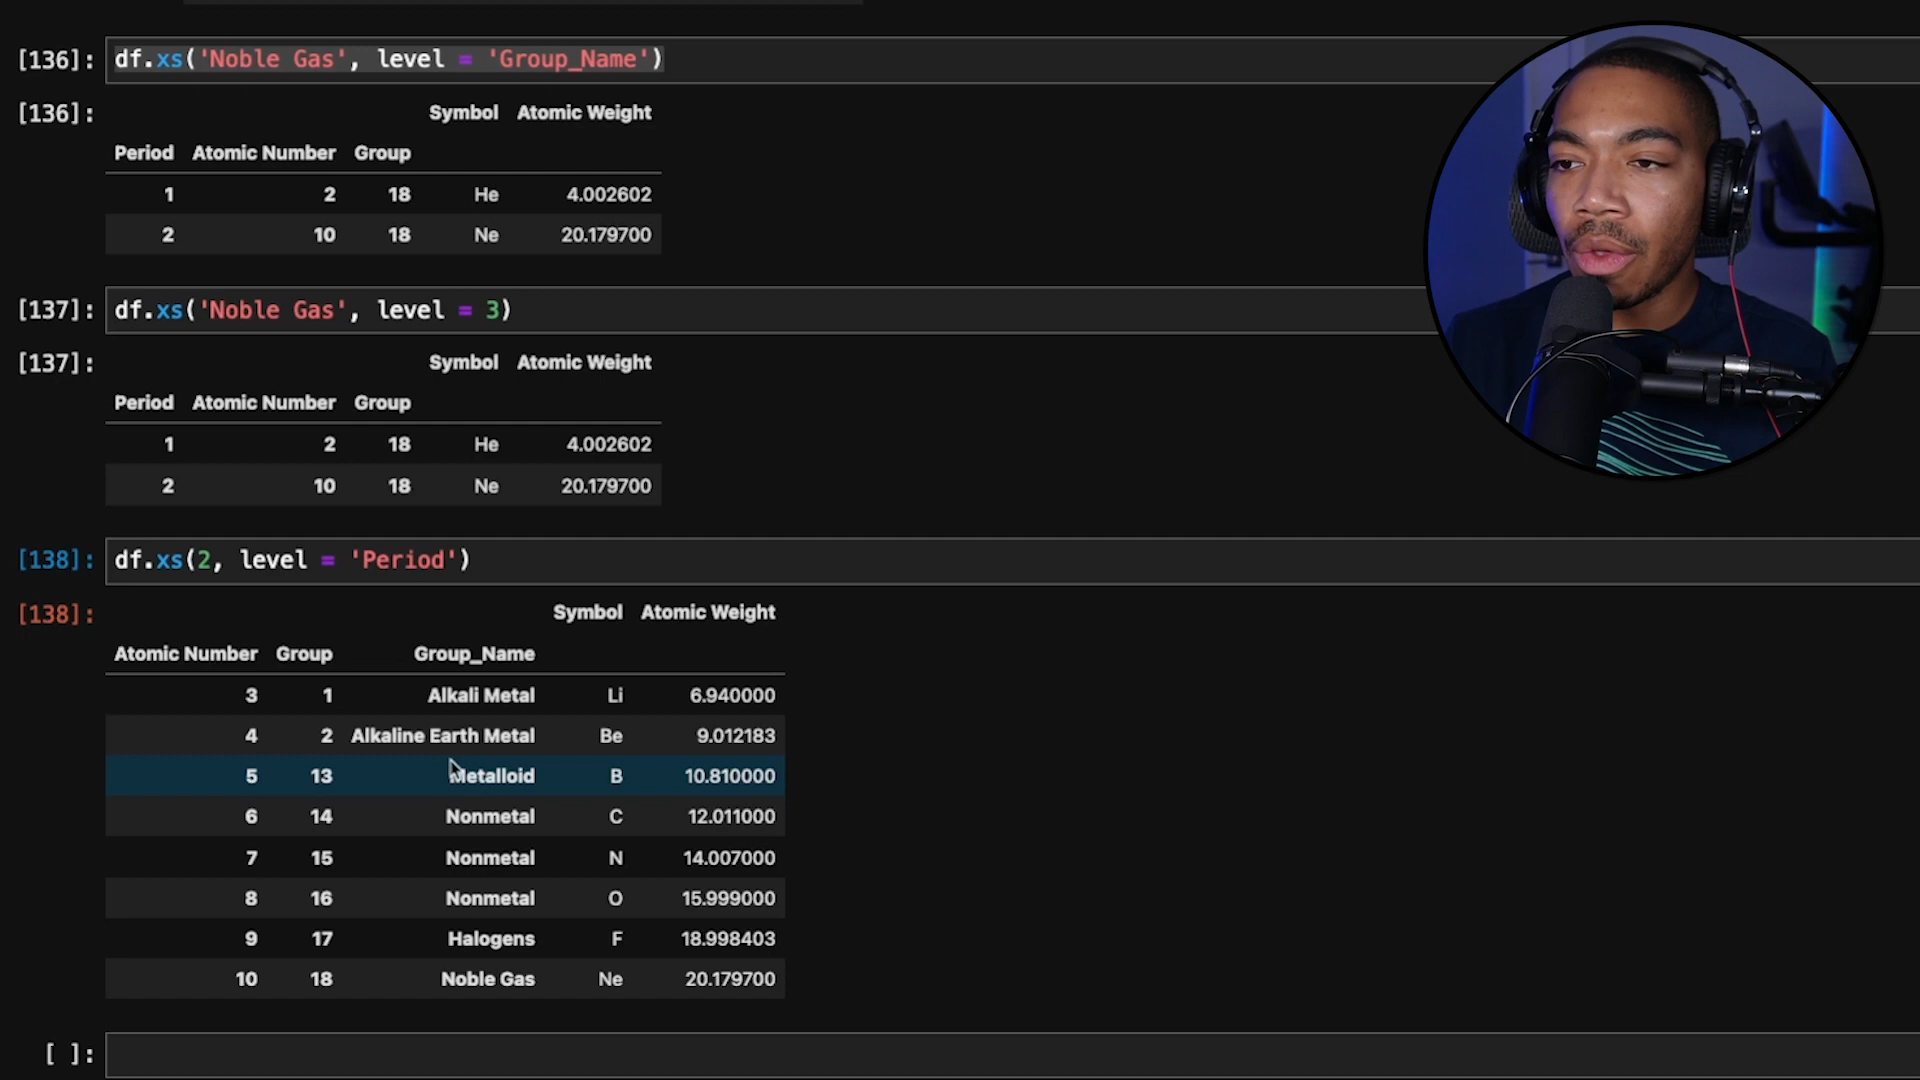 [136]: df.xs('Noble Gas', level = 'Group_Name')
[136]:
Symbol Atomic Weight
Period Atomic Number Group
1 2 18 He 4.002602
2 10 18 Ne 20.179700
[137]: df.xs('Noble Gas', level = 3)
[137]:
Symbol Atomic Weight
Period Atomic Number Group
1 2 18 He 4.002602
2 10 18 Ne 20.179700
[138]: df.xs(2, level = 'Period')
[138]:
Symbol Atomic Weight
Atomic Number Group Group_Name
3 1 Alkali Metal Li 6.940000
4 2 Alkaline Earth Metal Be 9.012183
5 13 Metalloid B 10.810000
6 14 Nonmetal C 12.011000
7 15 Nonmetal N 14.007000
8 16 Nonmetal O 15.999000
9 17 Halogens F 18.998403
10 18 Noble Gas Ne 20.179700
[ ]: